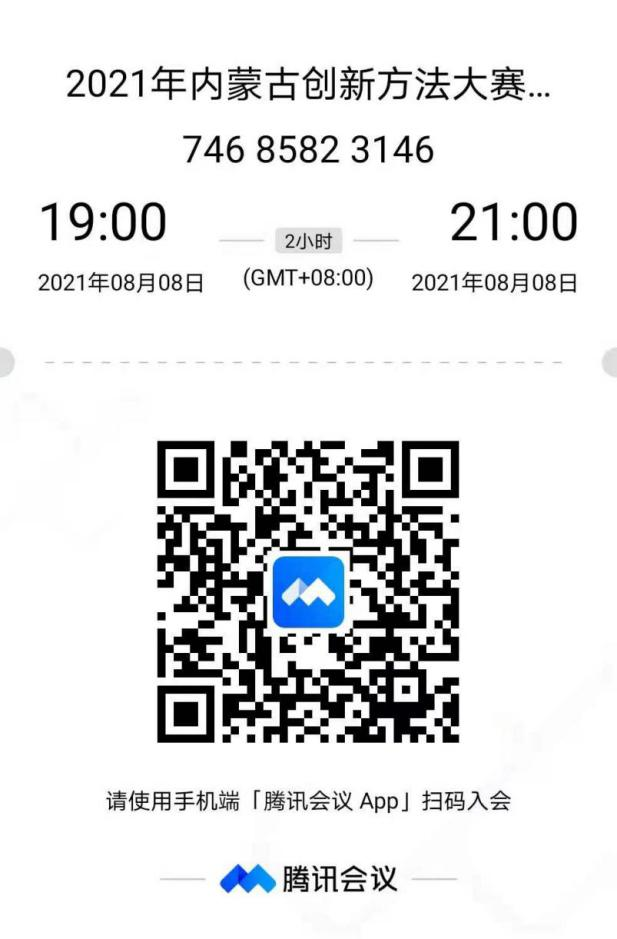 2021年内蒙古创新方法大赛...
746 8582 3146
19:00
2小时
21:00
2021年08月08日
(GMT+08:00)
2021年08月08日
请使用手机端「腾讯会议 App」扫码入会
腾讯会议